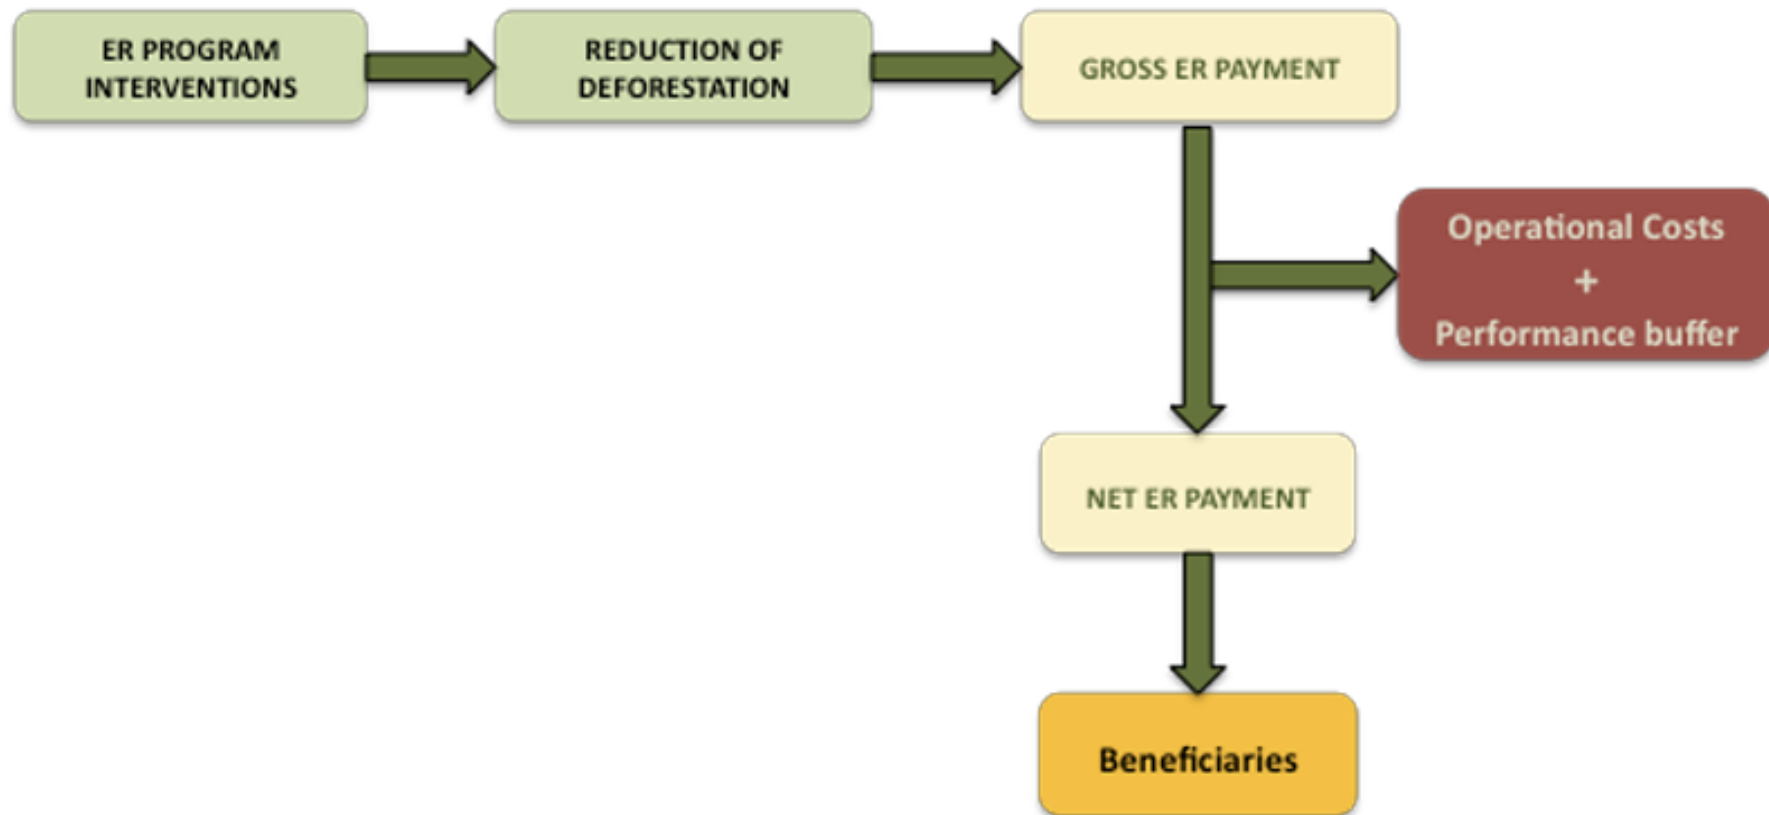 ER PROGRAM
INTERVENTIONS
REDUCTION OF
DEFORESTATION
GROSS ER PAYMENT
Operational Costs
+
Performance buffer
NET ER PAYMENT
Beneficiaries